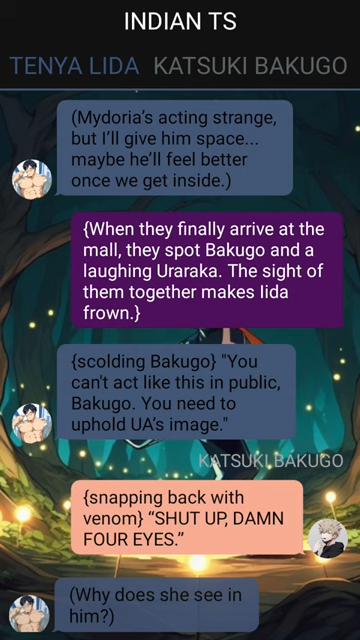 INDIAN TS
TENYA LIDA KATSUKI BAKUGO
(Mydoria’s acting strange,
but I’ll give him space...
maybe he’ll feel better
once we get inside.)
{When they finally arrive at the
mall, they spot Bakugo and a
laughing Uraraka. The sight of
them together makes Iida
frown.}
{scolding Bakugo} "You
can't act like this in public,
Bakugo. You need to
uphold UA’s image."
KATSUKI BAKUGO
{snapping back with
venom} “SHUT UP, DAMN
FOUR EYES.”
(Why does she see in
him?)